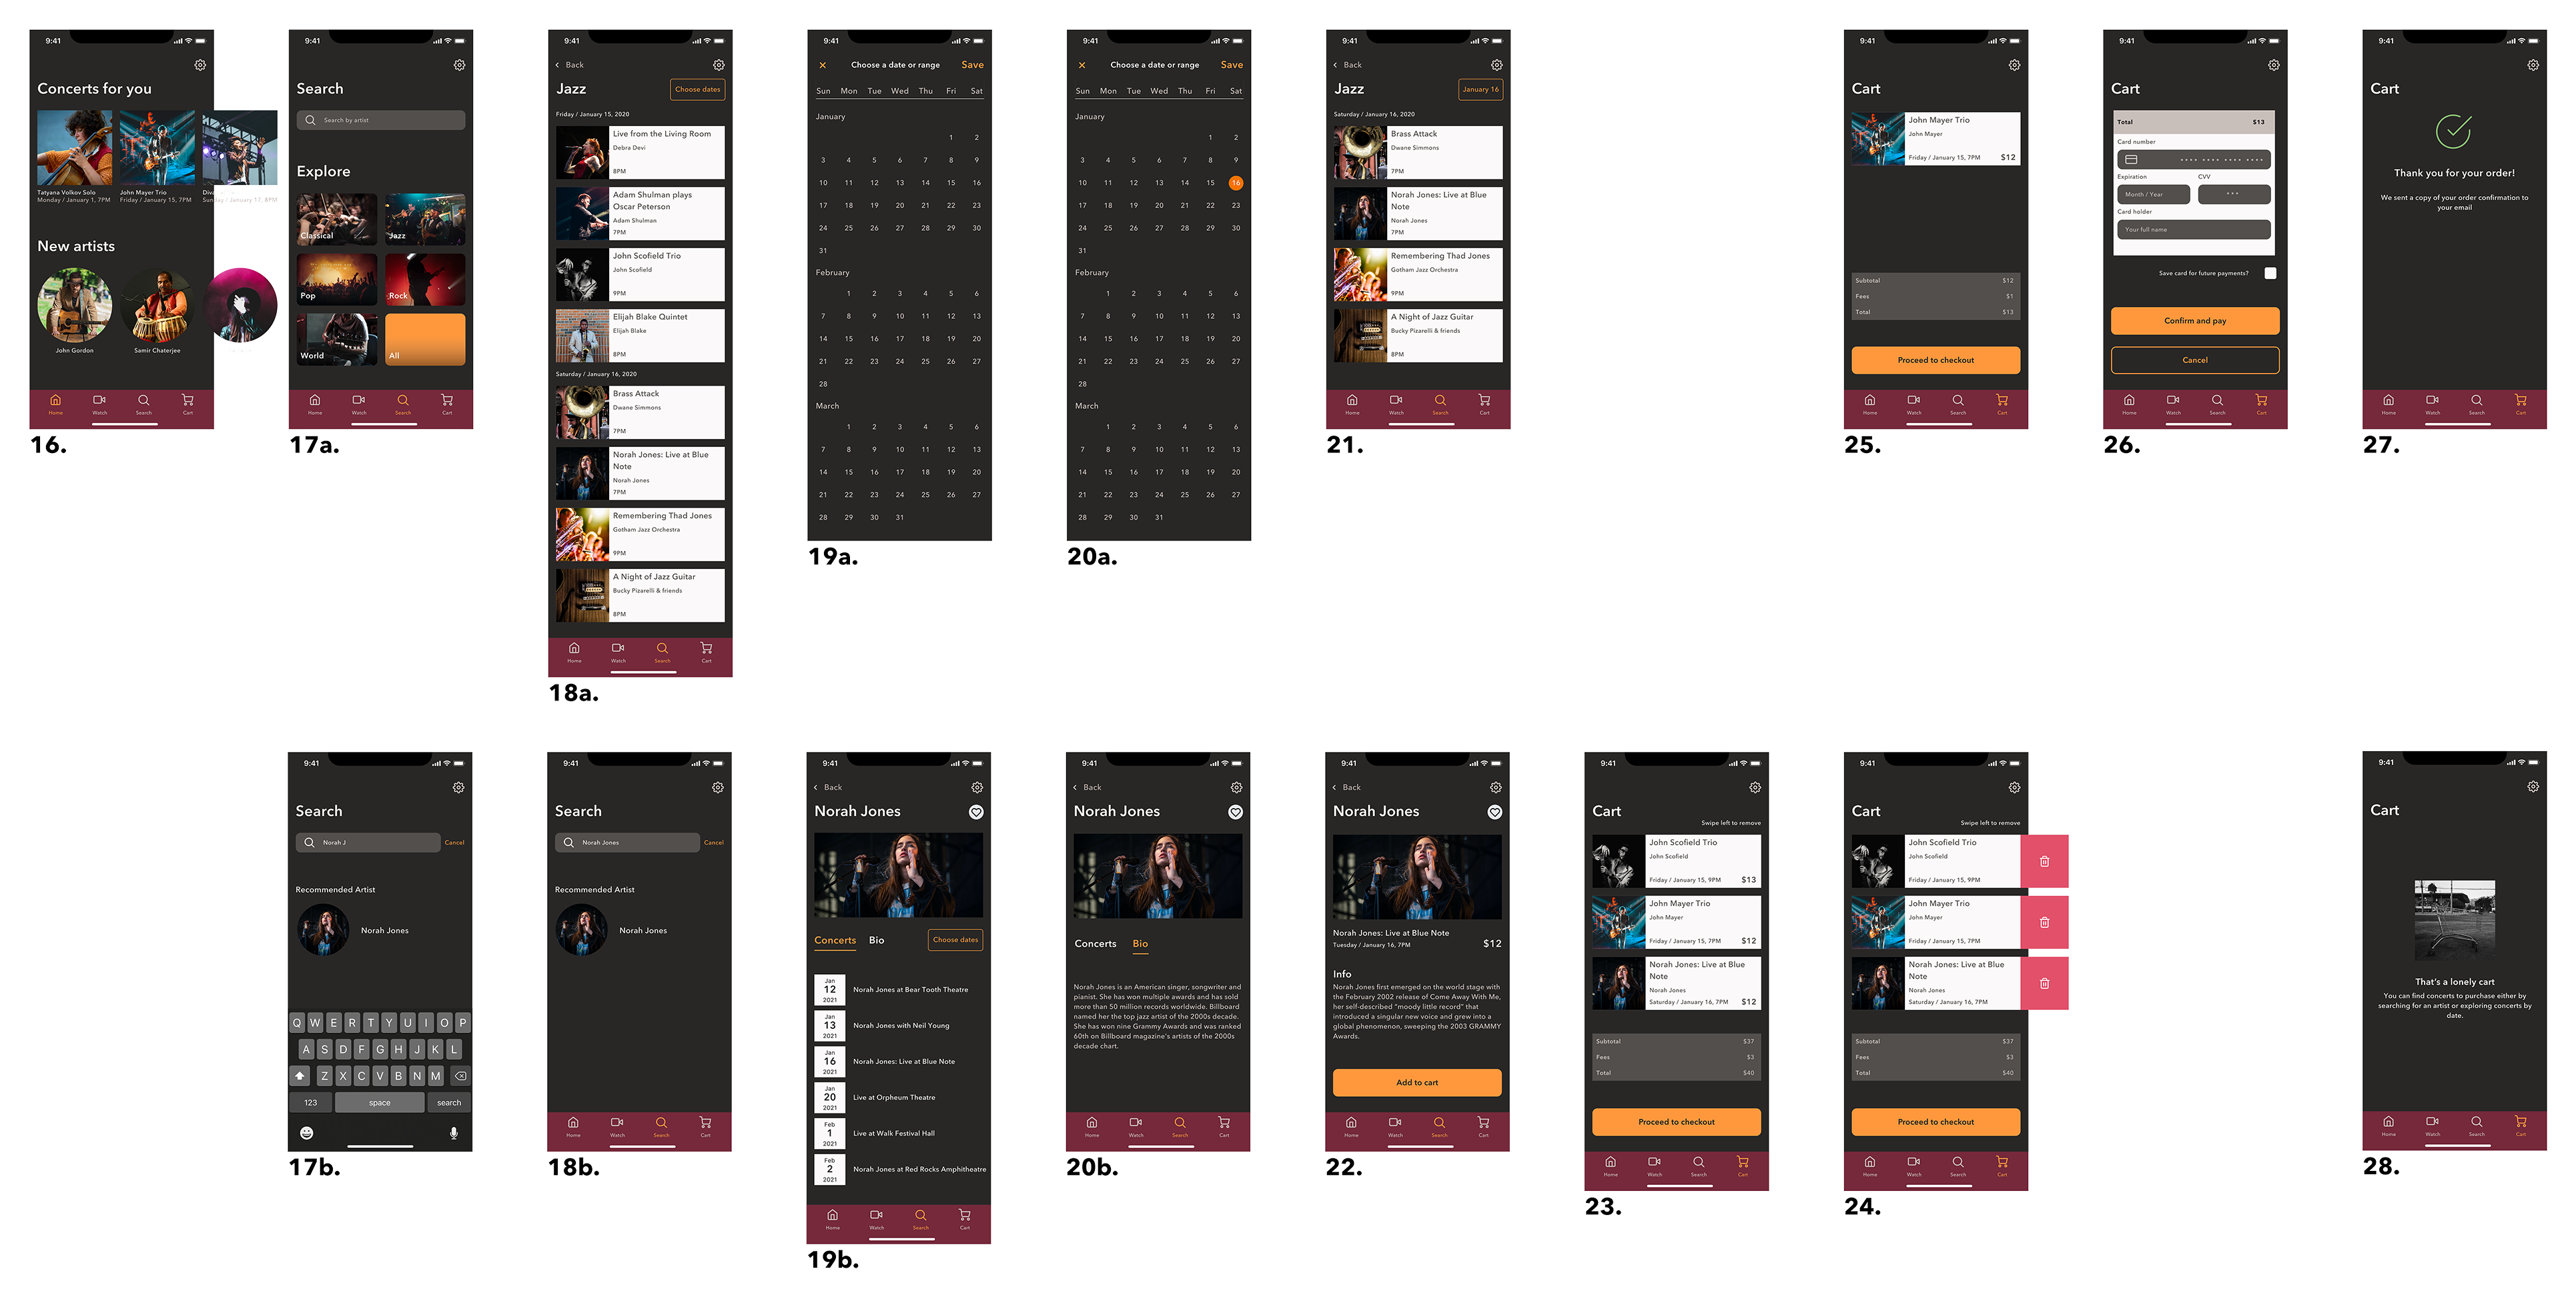 9:41
Concerts for you
Tatyana Volkov Solo
Monday / January 1, 7PM
John Mayer Trio
Friday / January 15, 7PM
Sunday / January 17, 8PM
New artists
John Gordon
Samir Chaterjee
Home Watch Search Cart
16.
9:41
Search
Search by artist
Explore
Classical
Jazz
Pop
Rock
World
All
Home Watch Search Cart
17a.
9:41
Back
Jazz
Choose dates
Friday / January 15, 2020
Live from the Living Room
Debra Devi
8PM
Adam Shulman plays
Oscar Peterson
Adam Shulman
7PM
John Scofield Trio
John Scofield
9PM
Elijah Blake Quintet
Elijah Blake
8PM
Saturday / January 16, 2020
Brass Attack
Dwane Simmons
7PM
Norah Jones: Live at Blue
Note
Norah Jones
7PM
Remembering Thad Jones
Gotham Jazz Orchestra
9PM
A Night of Jazz Guitar
Bucky Pizarelli & friends
8PM
Home Watch Search Cart
18a.
9:41
Choose a date or range Save
Sun Mon Tue Wed Thu Fri Sat
January
1 2
3 4 5 6 7 8 9
10 11 12 13 14 15 16
17 18 19 20 21 22 23
24 25 26 27 28 29 30
31
February
1 2 3 4 5 6
7 8 9 10 11 12 13
14 15 16 17 18 19 20
21 22 23 24 25 26 27
28
March
1 2 3 4 5 6
7 8 9 10 11 12 13
14 15 16 17 18 19 20
21 22 23 24 25 26 27
28 29 30 31
19a.
9:41
Choose a date or range Save
Sun Mon Tue Wed Thu Fri Sat
January
1 2
3 4 5 6 7 8 9
10 11 12 13 14 15 16
17 18 19 20 21 22 23
24 25 26 27 28 29 30
31
February
1 2 3 4 5 6
7 8 9 10 11 12 13
14 15 16 17 18 19 20
21 22 23 24 25 26 27
28
March
1 2 3 4 5 6
7 8 9 10 11 12 13
14 15 16 17 18 19 20
21 22 23 24 25 26 27
28 29 30 31
20a.
9:41
Back
Jazz
January 16
Saturday / January 16, 2020
Brass Attack
Dwane Simmons
7PM
Norah Jones: Live at Blue
Note
Norah Jones
7PM
Remembering Thad Jones
Gotham Jazz Orchestra
9PM
A Night of Jazz Guitar
Bucky Pizarelli & friends
8PM
Home Watch Search Cart
21.
9:41
Cart
John Mayer Trio
John Mayer
Friday / January 15, 7PM $12
Subtotal $12
Fees $1
Total $13
Proceed to checkout
Home Watch Search Cart
25.
9:41
Cart
Total $13
Card number
Expiration CVV
Month / Year ***
Card holder
Your full name
Save card for future payments?
Confirm and pay
Cancel
Home Watch Search Cart
26.
9:41
Cart
Thank you for your order!
We sent a copy of your order confirmation to
your email
Home Watch Search Cart
27.
9:41
Search
Norah J Cancel
Recommended Artist
Norah Jones
Q W E R T Y U I O P
A S D F G H J K L
Z X C V B N M
123 space search
17b.
9:41
Search
Norah Jones Cancel
Recommended Artist
Norah Jones
Home Watch Search Cart
18b.
9:41
Back
Norah Jones
Concerts Bio Choose dates
Jan
12
2021
Norah Jones at Bear Tooth Theatre
Jan
13
2021
Norah Jones with Neil Young
Jan
16
2021
Norah Jones: Live at Blue Note
Jan
20
2021
Live at Orpheum Theatre
Feb
1
2021
Live at Walk Festival Hall
Feb
2
2021
Norah Jones at Red Rocks Amphitheatre
Home Watch Search Cart
19b.
9:41
Back
Norah Jones
Concerts Bio
Norah Jones is an American singer, songwriter and
pianist. She has won multiple awards and has sold
more than 50 million records worldwide. Billboard
named her the top jazz artist of the 2000s decade.
She has won nine Grammy Awards and was ranked
60th on Billboard magazine's artists of the 2000s
decade chart.
Home Watch Search Cart
20b.
9:41
Back
Norah Jones
Norah Jones: Live at Blue Note
Tuesday / January 16, 7PM $12
Info
Norah Jones first emerged on the world stage with
the February 2002 release of Come Away With Me,
her self-described "moody little record" that
introduced a singular new voice and grew into a
global phenomenon, sweeping the 2003 GRAMMY
Awards.
Add to cart
Home Watch Search Cart
22.
9:41
Cart
Swipe left to remove
John Scofield Trio
John Scofield
Friday / January 15, 9PM $13
John Mayer Trio
John Mayer
Friday / January 15, 7PM $12
Norah Jones: Live at Blue
Note
Norah Jones
Saturday / January 16, 7PM $12
Subtotal $37
Fees $3
Total $40
Proceed to checkout
Home Watch Search Cart
23.
9:41
Cart
Swipe left to remove
John Scofield Trio
John Scofield
Friday / January 15, 9PM
John Mayer Trio
John Mayer
Friday / January 15, 7PM
Norah Jones: Live at Blue
Note
Norah Jones
Saturday / January 16, 7PM
Subtotal $37
Fees $3
Total $40
Proceed to checkout
Home Watch Search Cart
24.
9:41
Cart
That's a lonely cart
You can find concerts to purchase either by
searching for an artist or exploring concerts by
date.
Home Watch Search Cart
28.